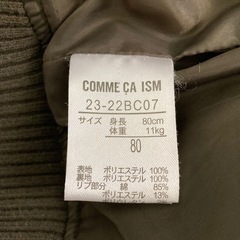 COMME ÇA ISM
23-22BC07
サイズ 身長 80cm
体重 11kg
80
表地 ポリエステル 100%
裏地 ポリエステル 100%
リブ部分 綿 85%
ポリエステル 13%